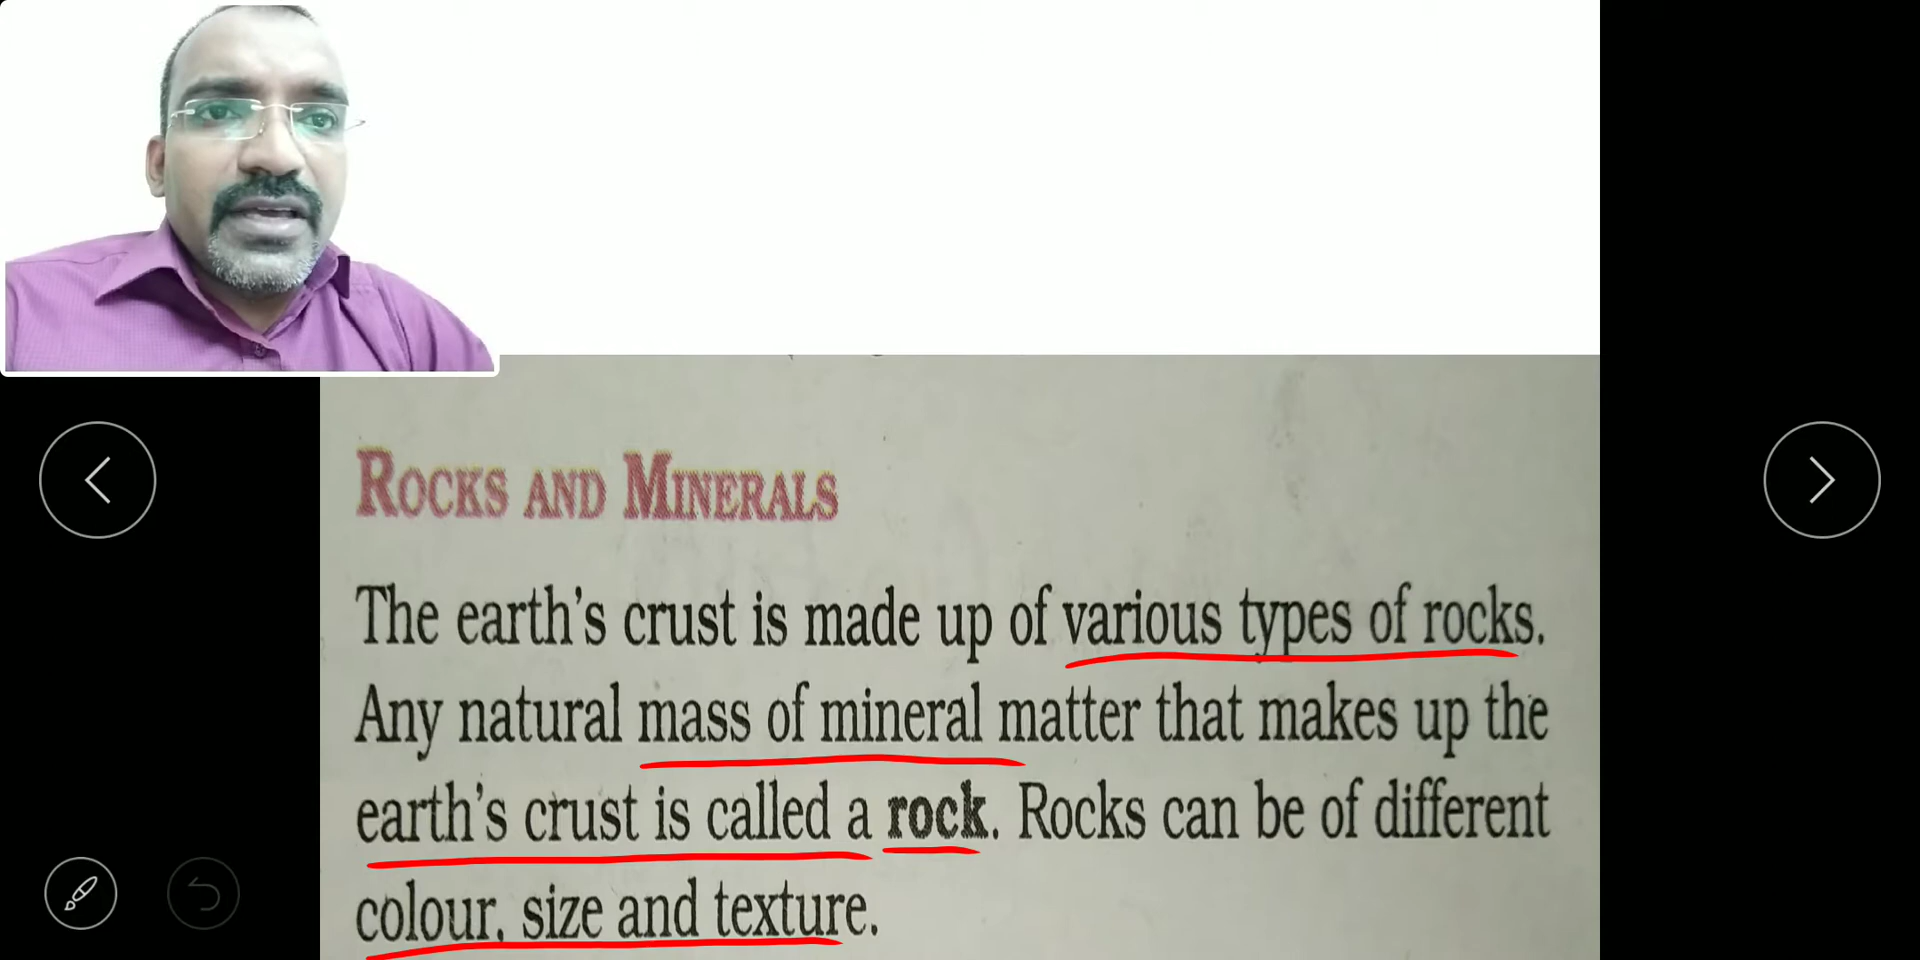 ROCKS AND MINERALS
The earth's crust is made up of various types of rocks.
Any natural mass of mineral matter that makes up the
earth's crust is called a rock. Rocks can be of different
colour, size and texture.